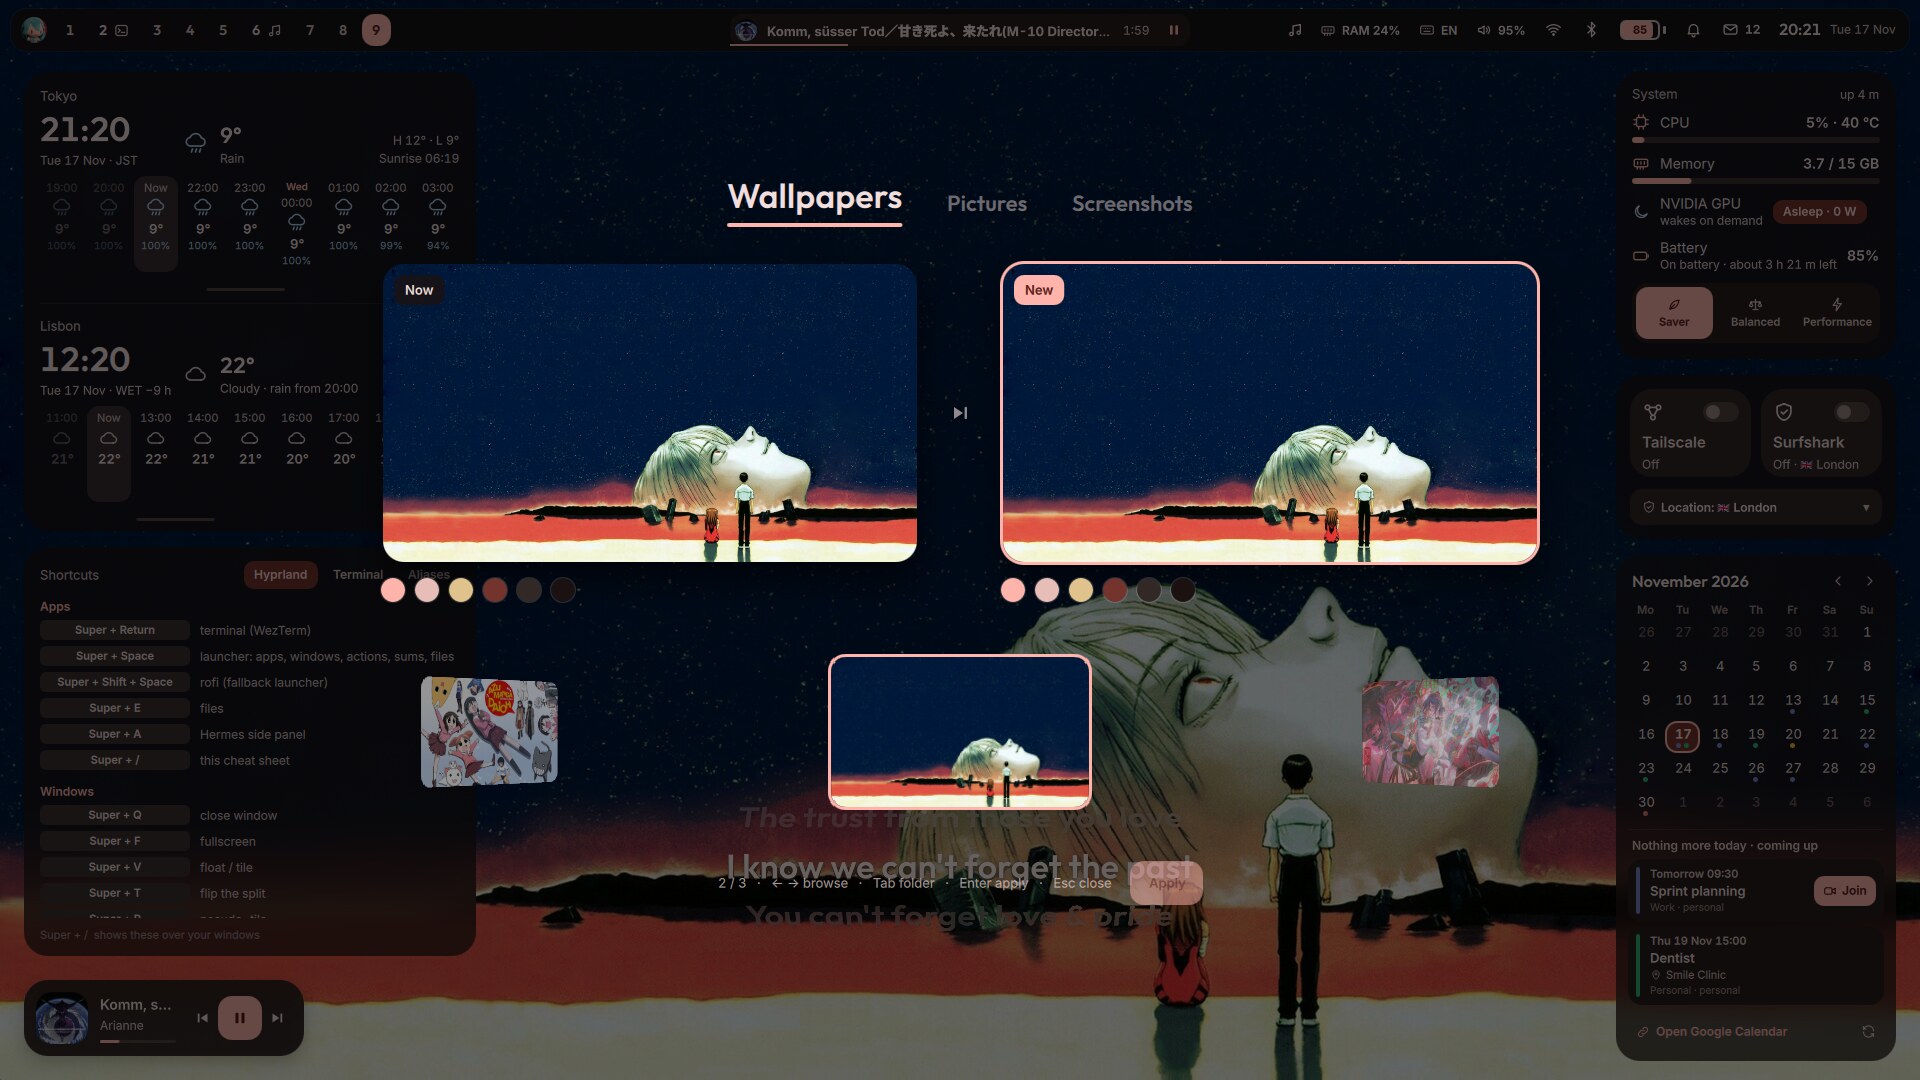 1 2 3 4 5 6 7 8 9
Komm, süsser Tod／甘き死よ、来たれ(M-10 Director... 1:59
RAM 24% EN 95% 85 12 20:21 Tue 17 Nov
Tokyo
21:20
Tue 17 Nov · JST
9°
Rain
H 12° · L 9°
Sunrise 06:19
19:00 20:00 Now 22:00 23:00 Wed 00:00 01:00 02:00 03:00
9° 9° 9° 9° 9° 9° 9° 9° 9°
100% 100% 100% 100% 100% 100% 100% 99% 94%
Lisbon
12:20
Tue 17 Nov · WET −9 h
22°
Cloudy · rain from 20:00
11:00 Now 13:00 14:00 15:00 16:00 17:00 1
21° 22° 22° 21° 21° 20° 20°
Shortcuts Hyprland Terminal Aliases
Apps
Super + Return terminal (WezTerm)
Super + Space launcher: apps, windows, actions, sums, files
Super + Shift + Space rofi (fallback launcher)
Super + E files
Super + A Hermes side panel
Super + / this cheat sheet
Windows
Super + Q close window
Super + F fullscreen
Super + V float / tile
Super + T flip the split
Super + / shows these over your windows
Komm, s...
Arianne
Wallpapers Pictures Screenshots
Now
New
AZU MANGA DAIOH
The trust from those you love
I know we can't forget the past
2 / 3 · ← → browse · Tab folder · Enter apply · Esc close Apply
You can't forget love & pride
System up 4 m
CPU 5% · 40 °C
Memory 3.7 / 15 GB
NVIDIA GPU
wakes on demand
Asleep · 0 W
Battery
On battery · about 3 h 21 m left
85%
Saver Balanced Performance
Tailscale
Off
Surfshark
Off · 🇬🇧 London
Location: 🇬🇧 London
November 2026
Mo Tu We Th Fr Sa Su
26 27 28 29 30 31 1
2 3 4 5 6 7 8
9 10 11 12 13 14 15
16 17 18 19 20 21 22
23 24 25 26 27 28 29
30 1 2 3 4 5 6
Nothing more today · coming up
Tomorrow 09:30
Sprint planning
Work · personal
Join
Thu 19 Nov 15:00
Dentist
Smile Clinic
Personal · personal
Open Google Calendar